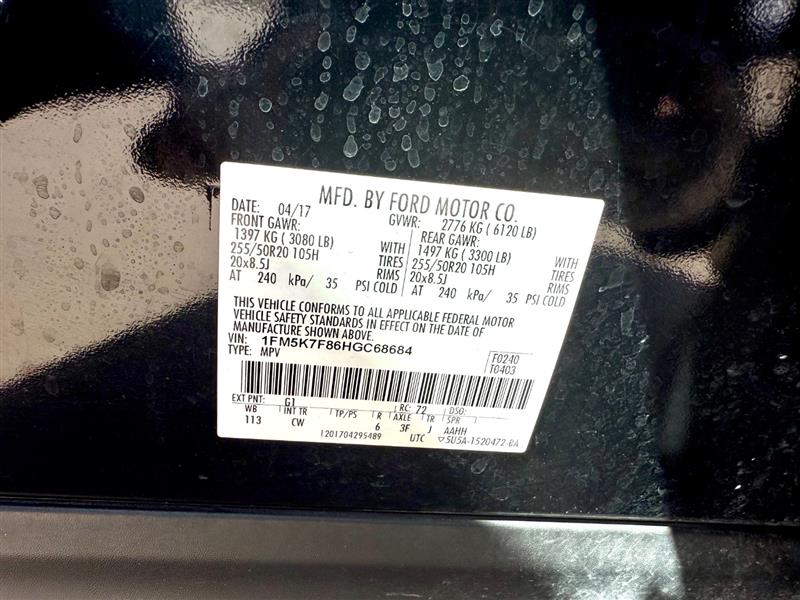 MFD. BY FORD MOTOR CO.
DATE: 04/17 GVWR: 2776 KG ( 6120 LB)
FRONT GAWR: REAR GAWR:
1397 KG ( 3080 LB) WITH 1497 KG ( 3300 LB) WITH
255/50R20 105H TIRES 255/50R20 105H TIRES
20x8.5J RIMS 20x8.5J RIMS
AT 240 kPa/ 35 PSI COLD AT 240 kPa/ 35 PSI COLD
THIS VEHICLE CONFORMS TO ALL APPLICABLE FEDERAL MOTOR
VEHICLE SAFETY STANDARDS IN EFFECT ON THE DATE OF
MANUFACTURE SHOWN ABOVE.
VIN: 1FM5K7F86HGC68684
TYPE: MPV
F0240
T0403
EXT PNT: G1 RC: 72 DSO:
WB INT TR TP/PS R AXLE TR SPR
113 CW 6 3F J AAHH
1201704295489 UTC ▽5U5A-1520472-BA